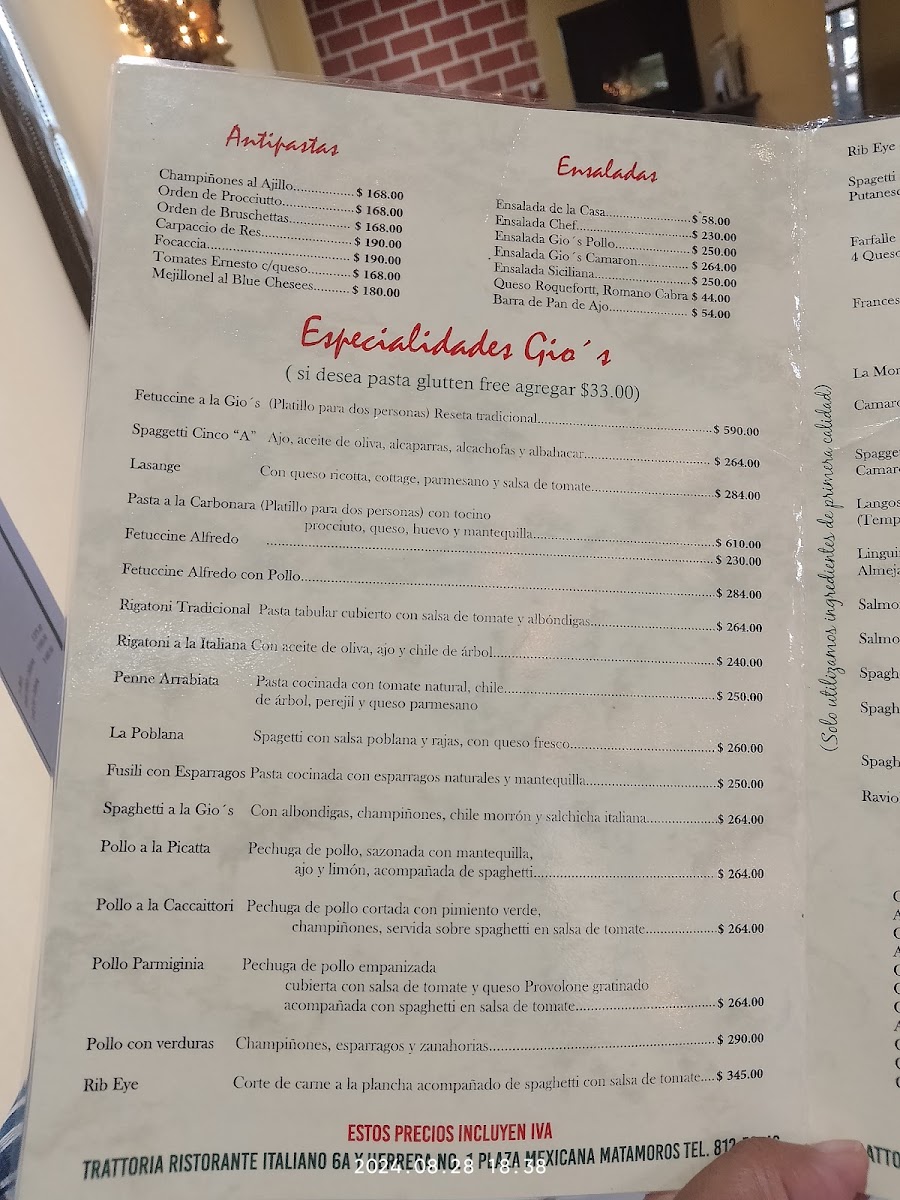 Antipastas
Champiñones al Ajillo............... $ 168.00
Orden de Procciutto................. $ 168.00
Orden de Bruschettas............... $ 168.00
Carpaccio de Res...................... $ 190.00
Focaccia................................... $ 190.00
Tomates Ernesto c/queso........... $ 168.00
Mejillonel al Blue Chesees.......... $ 180.00
Ensaladas
Ensalada de la Casa.....................$ 58.00
Ensalada Chef............................$ 230.00
Ensalada Gio´s Pollo...................$ 250.00
Ensalada Gio´s Camaron.............. $ 264.00
Ensalada Siciliana........................$ 250.00
Queso Roquefortt, Romano Cabra $ 44.00
Barra de Pan de Ajo.................... $ 54.00
Especialidades Gio´s
( si desea pasta glutten free agregar $33.00)
Fetuccine a la Gio´s (Platillo para dos personas) Reseta tradicional.............$ 590.00
Spaggetti Cinco “A” Ajo, aceite de oliva, alcaparras, alcachofas y albahacar............. $ 264.00
Lasange Con queso ricotta, cottage, parmesano y salsa de tomate.............$ 284.00
Pasta a la Carbonara (Platillo para dos personas) con tocino
procciuto, queso, huevo y mantequilla.............$ 610.00
Fetuccine Alfredo .............$ 230.00
Fetuccine Alfredo con Pollo.............$ 284.00
Rigatoni Tradicional Pasta tabular cubierto con salsa de tomate y albóndigas.............$ 264.00
Rigatoni a la Italiana Con aceite de oliva, ajo y chile de árbol.............$ 240.00
Penne Arrabiata Pasta cocinada con tomate natural, chile.............$ 250.00
de árbol, perejil y queso parmesano
La Poblana Spagetti con salsa poblana y rajas, con queso fresco.............$ 260.00
Fusili con Esparragos Pasta cocinada con esparragos naturales y mantequilla.............$ 250.00
Spaghetti a la Gio´s Con albondigas, champiñones, chile morrón y salchicha italiana.............$ 264.00
Pollo a la Picatta Pechuga de pollo, sazonada con mantequilla,
ajo y limón, acompañada de spaghetti.............$ 264.00
Pollo a la Caccaittori Pechuga de pollo cortada con pimiento verde,
champiñones, servida sobre spaghetti en salsa de tomate.............$ 264.00
Pollo Parmiginia Pechuga de pollo empanizada
cubierta con salsa de tomate y queso Provolone gratinado
acompañada con spaghetti en salsa de tomate.............$ 264.00
Pollo con verduras Champiñones, esparragos y zanahorias.............$ 290.00
Rib Eye Corte de carne a la plancha acompañado de spaghetti con salsa de tomate....$ 345.00
ESTOS PRECIOS INCLUYEN IVA
TRATTORIA RISTORANTE ITALIANO 6A Y HERRERA NO. 1 PLAZA MEXICANA MATAMOROS TEL.
2024.08.28 18:38
(Solo utilizamos ingredientes de primera calidad)
Rib Eye
Spagetti
Farfalle
4 Queso
La
Salmo
Salmo